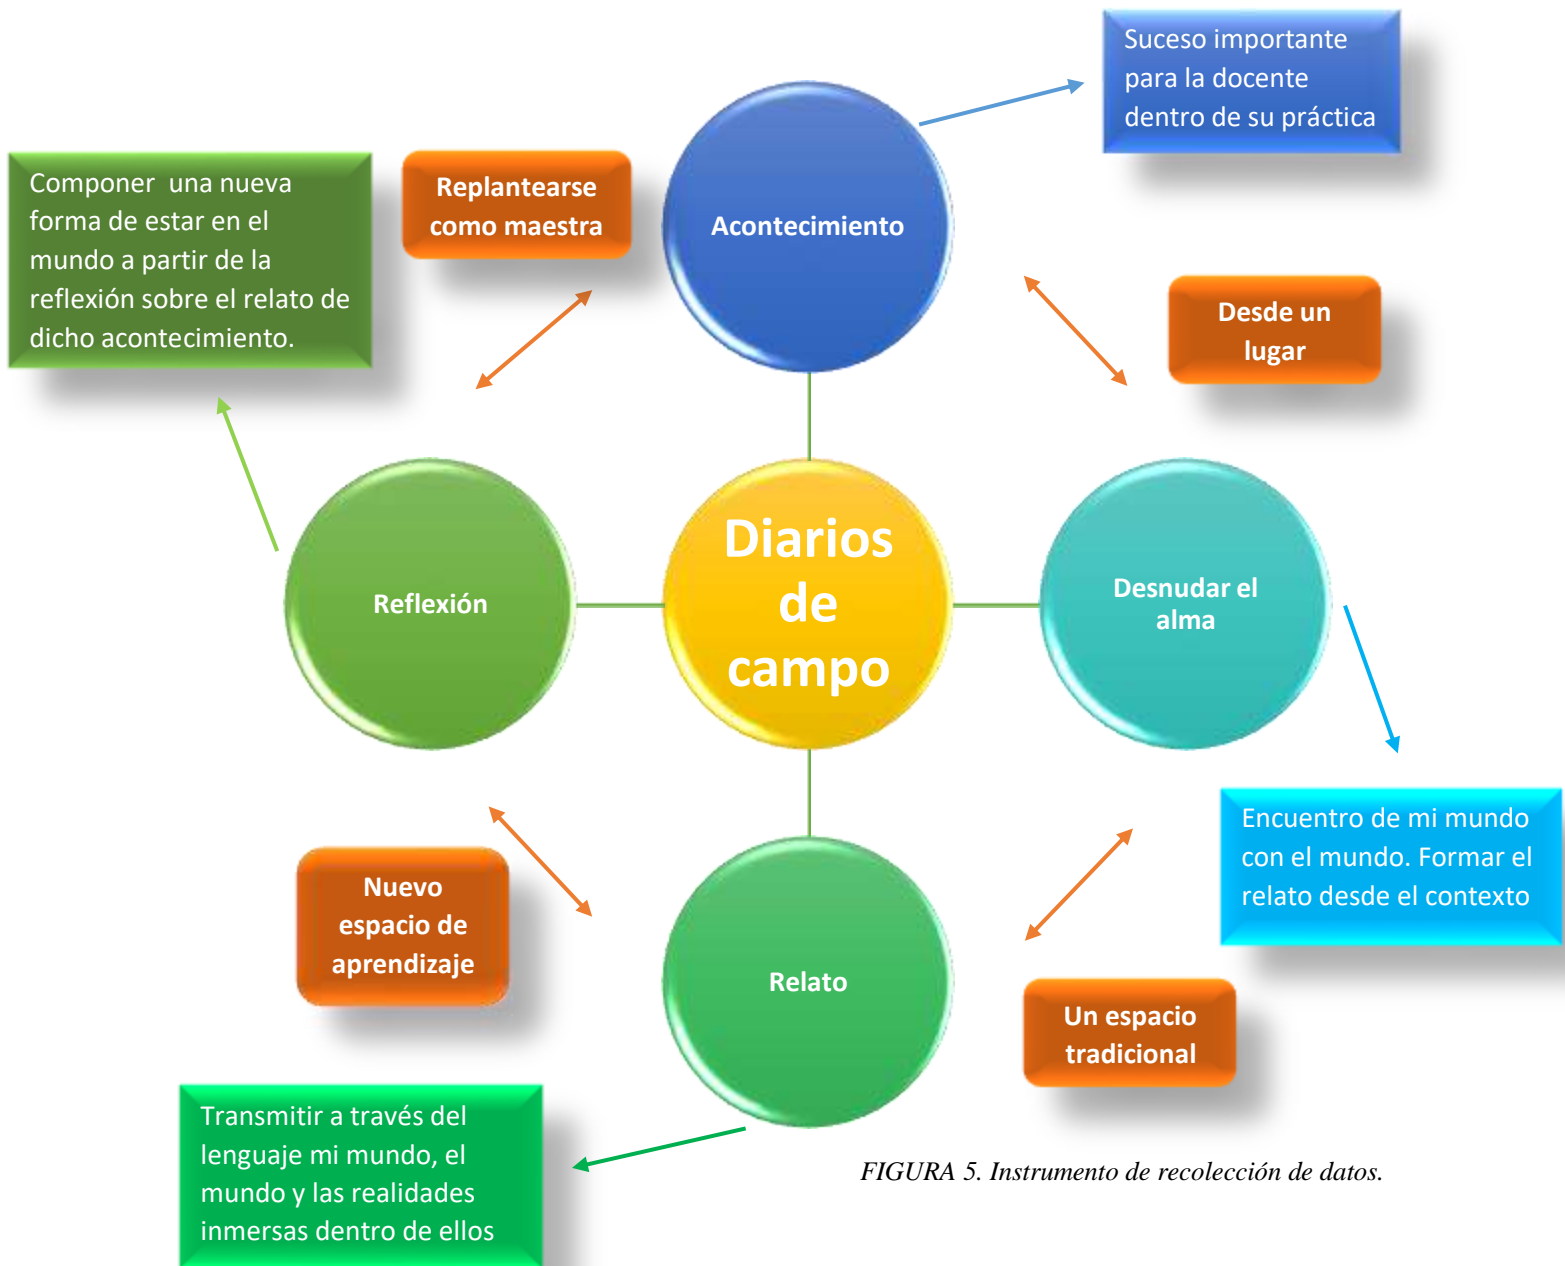 Suceso importante
para la docente
dentro de su práctica
Componer una nueva
forma de estar en el
mundo a partir de la
reflexión sobre el relato de
dicho acontecimiento.
Replantearse
como maestra
Acontecimiento
Desde un
lugar
Reflexión
Diarios
de
campo
Desnudar el
alma
Encuentro de mi mundo
con el mundo. Formar el
relato desde el contexto
Nuevo
espacio de
aprendizaje
Relato
Un espacio
tradicional
Transmitir a través del
lenguaje mi mundo, el
mundo y las realidades
inmersas dentro de ellos
FIGURA 5. Instrumento de recolección de datos.